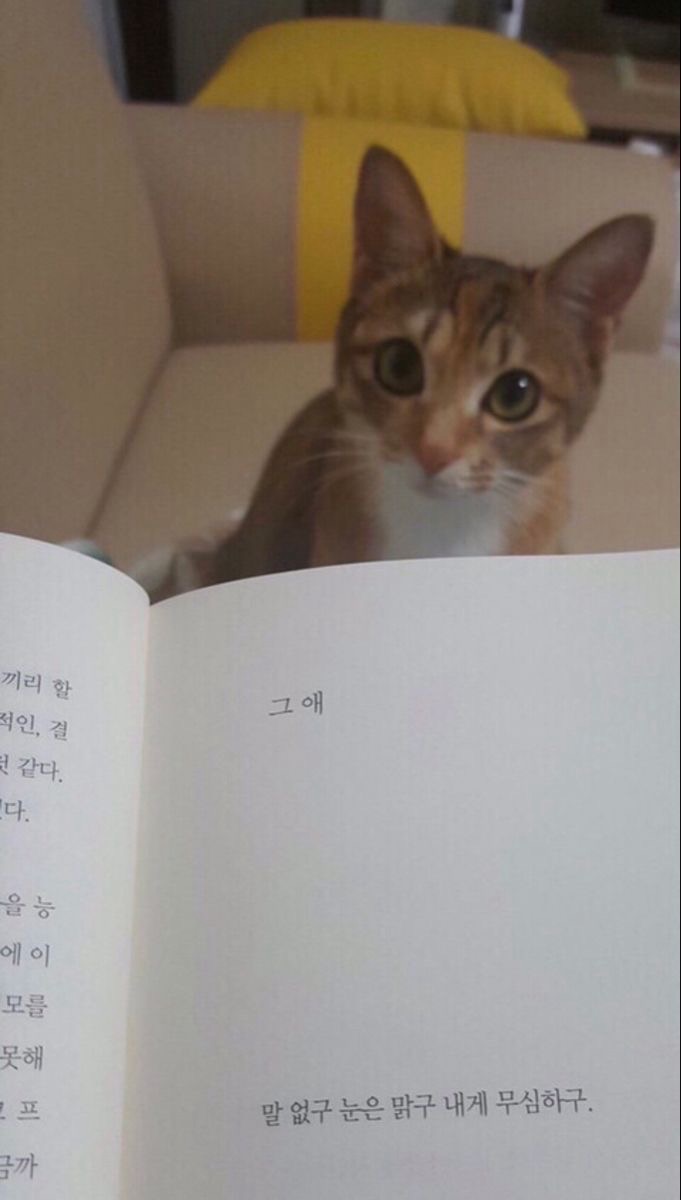 끼리 할
적인, 결
같다.
다.
을 능
에 이
모를
못해
프
금까
그 애
말 없구 눈은 맑구 내게 무심하구.